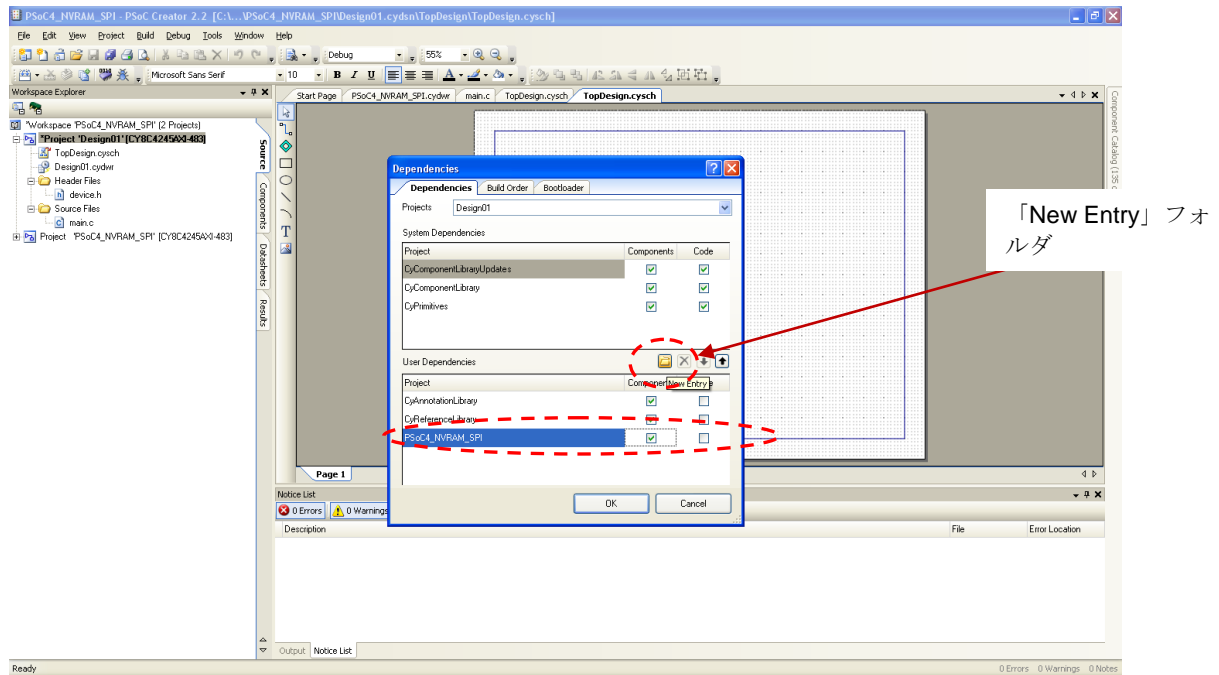 PSoC4_NVRAM_SPI - PSoC Creator 2.2 [C:\...\PSoC4_NVRAM_SPI\Design01.cydsn\TopDesign\TopDesign.cysch]
File Edit View Project Build Debug Tools Window Help
Debug 55%
Microsoft Sans Serif 10 B I U
Workspace Explorer
Start Page PSoC4_NVRAM_SPI.cydwr main.c TopDesign.cysch TopDesign.cysch
Workspace 'PSoC4_NVRAM_SPI' (2 Projects)
*Project 'Design01' [CY8C4245AXI-483]
TopDesign.cysch
Design01.cydwr
Header Files
device.h
Source Files
main.c
Project 'PSoC4_NVRAM_SPI' [CY8C4245AXI-483]
Source
Components
Datasheets
Results
Component Catalog (135
Dependencies
Dependencies Build Order Bootloader
Projects Design01
System Dependencies
Project Components Code
CyComponentLibraryUpdates
CyComponentLibrary
CyPrimitives
User Dependencies
Project Componen
New Entry
CyAnnotationLibrary
CyReferenceLibrary
PSoC4_NVRAM_SPI
OK Cancel
「New Entry」フォ
ルダ
Page 1
Notice List
0 Errors 0 Warnings
Description File Error Location
Output Notice List
Ready 0 Errors 0 Warnings 0 Notes